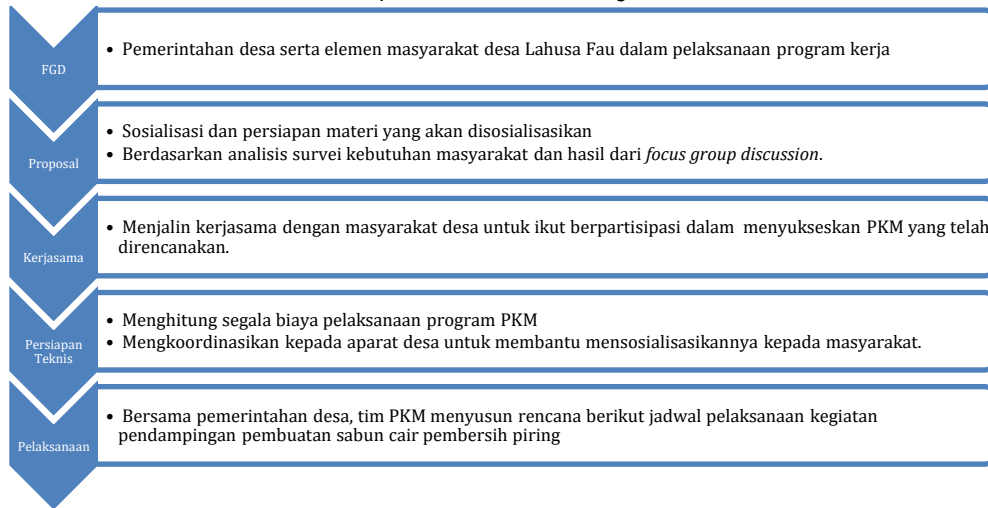 FGD
• Pemerintahan desa serta elemen masyarakat desa Lahusa Fau dalam pelaksanaan program kerja
Proposal
• Sosialisasi dan persiapan materi yang akan disosialisasikan
• Berdasarkan analisis survei kebutuhan masyarakat dan hasil dari focus group discussion.
Kerjasama
• Menjalin kerjasama dengan masyarakat desa untuk ikut berpartisipasi dalam menyukseskan PKM yang telah
direncanakan.
Persiapan
Teknis
• Menghitung segala biaya pelaksanaan program PKM
• Mengkoordinasikan kepada aparat desa untuk membantu mensosialisasikannya kepada masyarakat.
Pelaksanaan
• Bersama pemerintahan desa, tim PKM menyusun rencana berikut jadwal pelaksanaan kegiatan
pendampingan pembuatan sabun cair pembersih piring